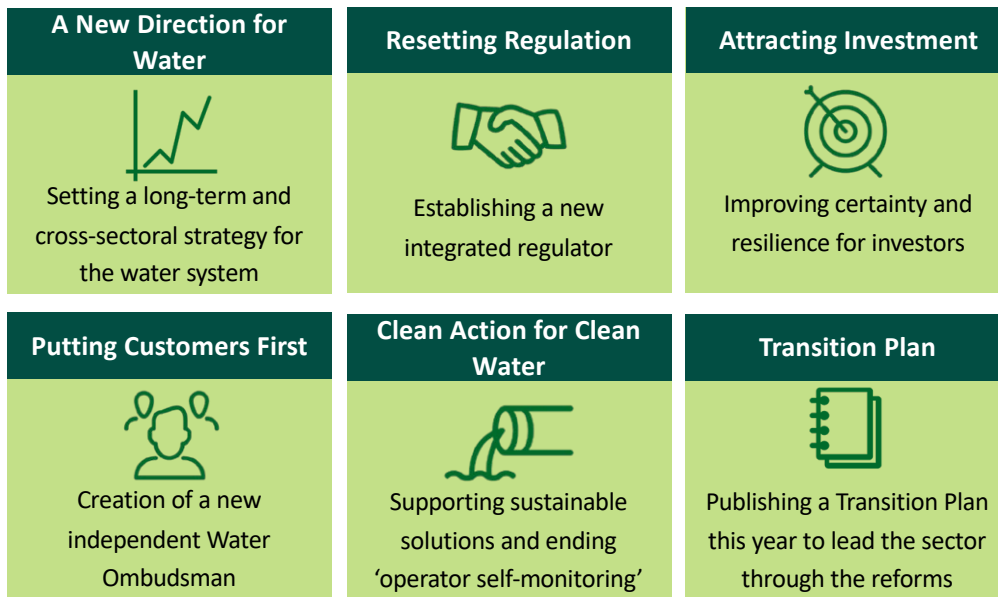 A New Direction for
Water
Setting a long-term and
cross-sectoral strategy for
the water system
Resetting Regulation
Establishing a new
integrated regulator
Attracting Investment
Improving certainty and
resilience for investors
Putting Customers First
Creation of a new
independent Water
Ombudsman
Clean Action for Clean
Water
Supporting sustainable
solutions and ending
‘operator self-monitoring’
Transition Plan
Publishing a Transition Plan
this year to lead the sector
through the reforms